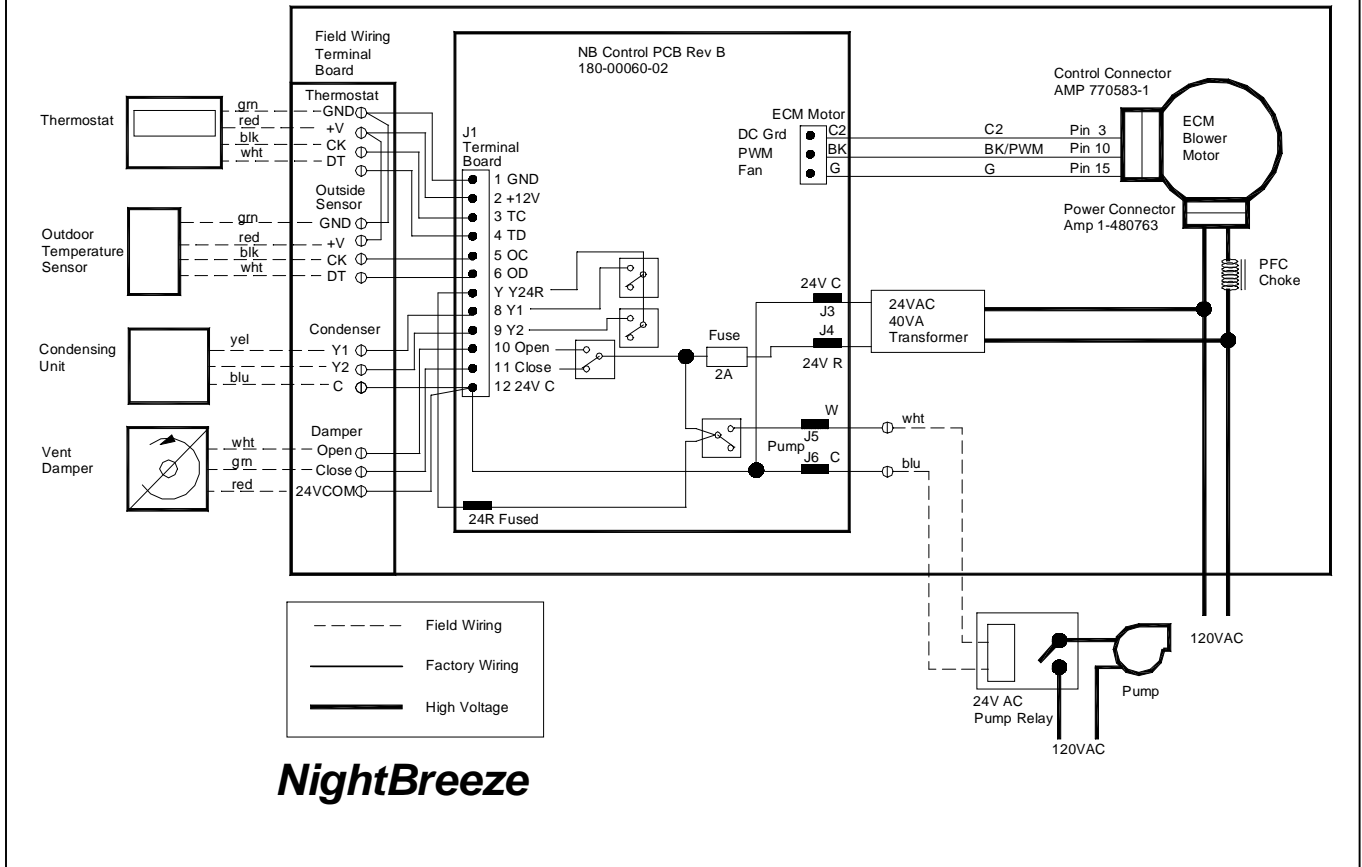 Field Wiring
Terminal
Board
NB Control PCB Rev B
180-00060-02
Control Connector
AMP 770583-1
Thermostat
Thermostat
grn
GND
red
+V
blk
CK
wht
DT
J1
Terminal
Board
ECM Motor
DC Grd
C2
C2
Pin 3
PWM
BK
BK/PWM
Pin 10
Fan
G
G
Pin 15
ECM
Blower
Motor
Power Connector
Amp 1-480763
PFC
Choke
1 GND
2 +12V
3 TC
4 TD
5 OC
6 OD
Y Y24R
8 Y1
9 Y2
10 Open
11 Close
12 24V C
Outside
Sensor
Outdoor
Temperature
Sensor
grn
GND
red
+V
blk
CK
wht
DT
24V C
J3
J4
24V R
24VAC
40VA
Transformer
Fuse
2A
Condenser
Condensing
Unit
yel
Y1
Y2
blu
C
Damper
Vent
Damper
wht
Open
grn
Close
red
24VCOM
W
J5
Pump
J6 C
wht
blu
24R Fused
Field Wiring
Factory Wiring
High Voltage
120VAC
24V AC
Pump Relay
Pump
120VAC
NightBreeze